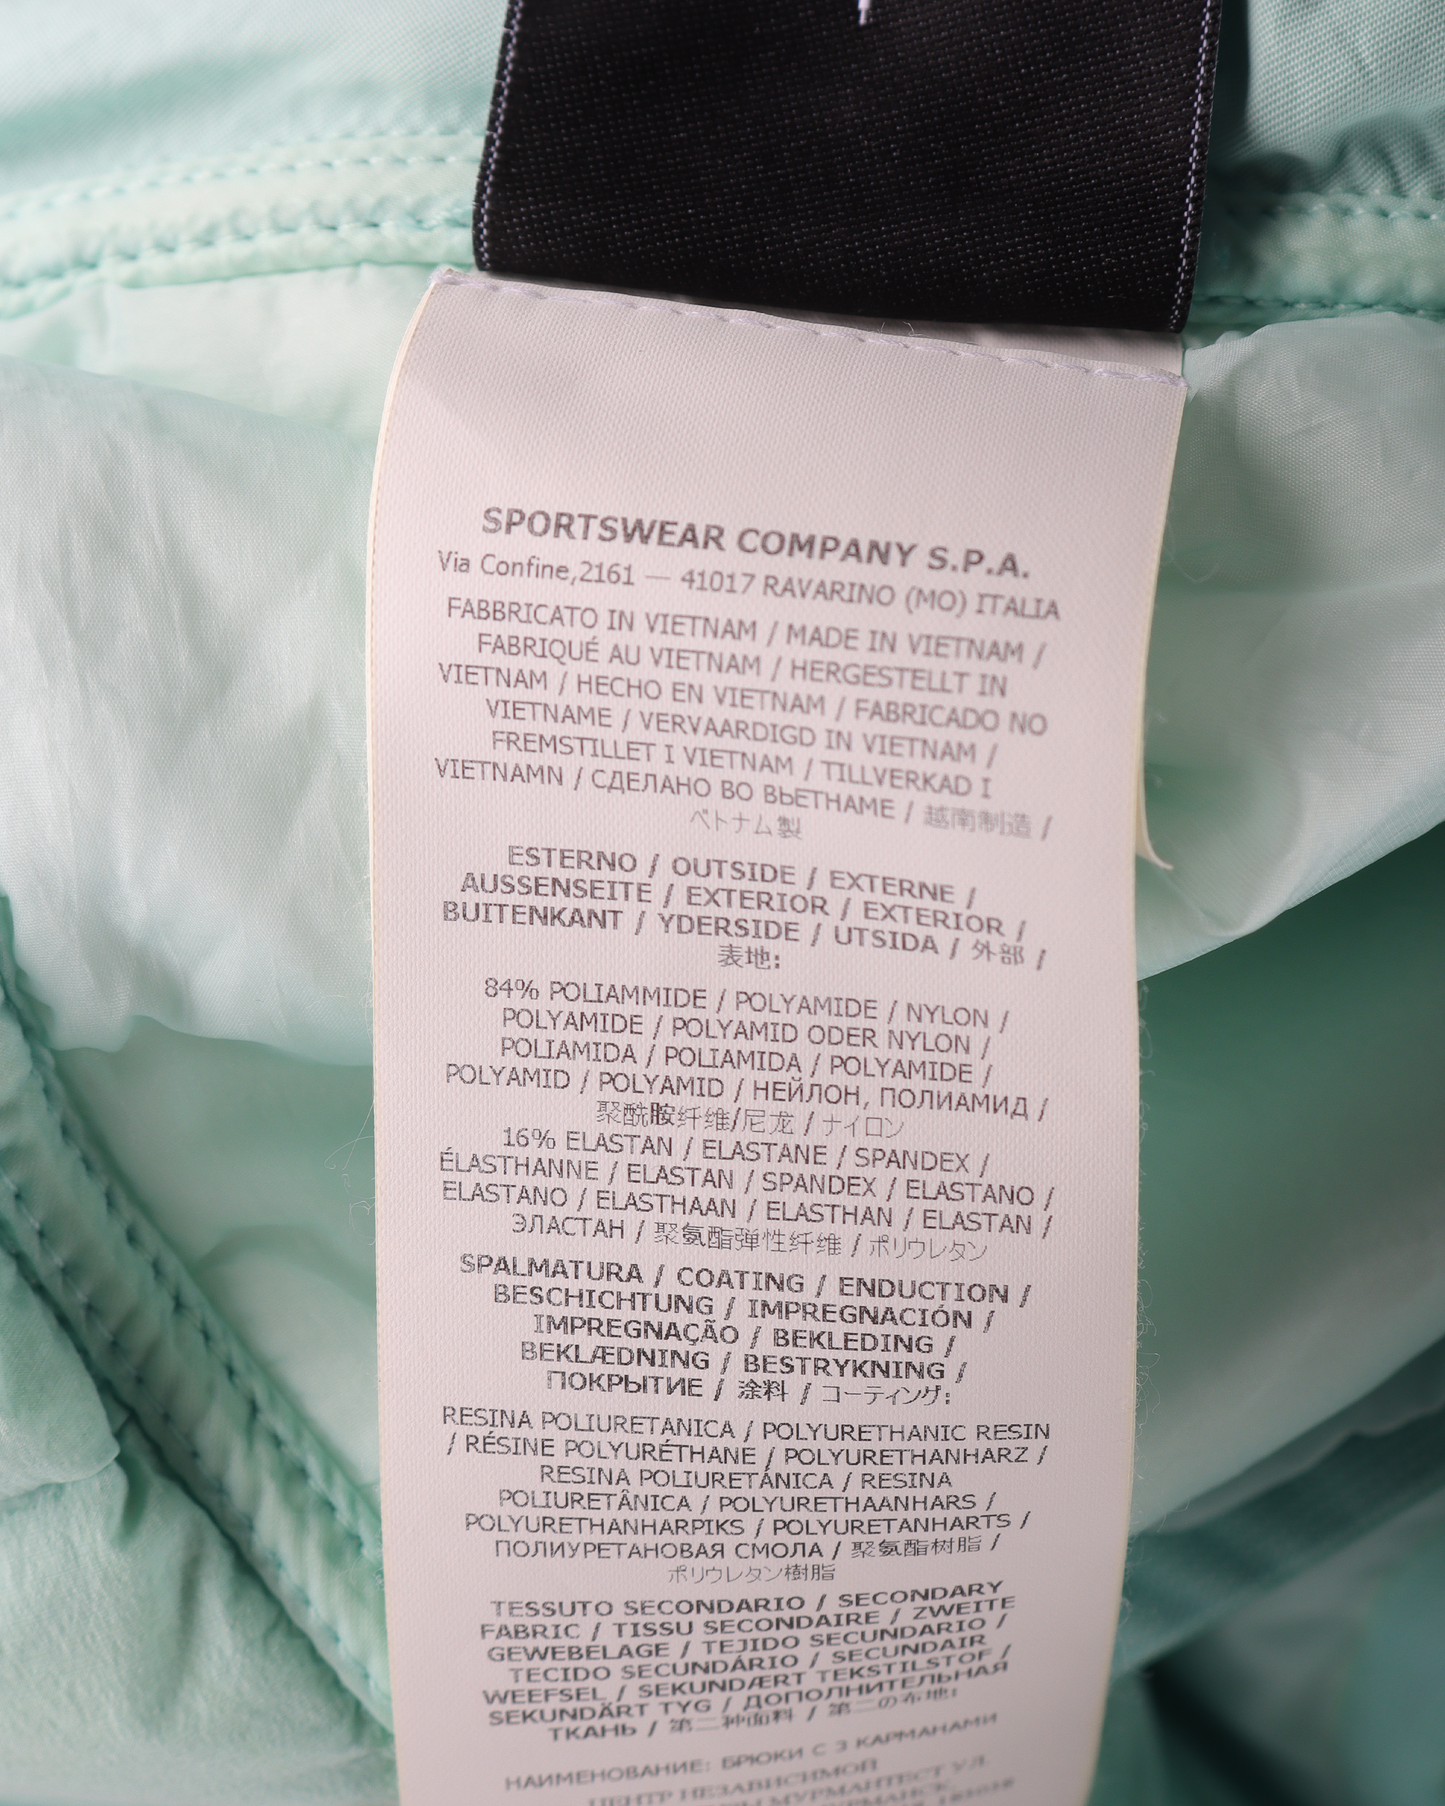 SPORTSWEAR COMPANY S.P.A.
Via Confine,2161 — 41017 RAVARINO (MO) ITALIA
FABBRICATO IN VIETNAM / MADE IN VIETNAM /
FABRIQUÉ AU VIETNAM / HERGESTELLT IN
VIETNAM / HECHO EN VIETNAM / FABRICADO NO
VIETNAME / VERVAARDIGD IN VIETNAM /
FREMSTILLET I VIETNAM / TILLVERKAD I
VIETNAMN / СДЕЛАНО ВО ВЬЕТНАМЕ / 越南制造 /
ベトナム製
ESTERNO / OUTSIDE / EXTERNE /
AUSSENSEITE / EXTERIOR / EXTERIOR /
BUITENKANT / YDERSIDE / UTSIDA / 外部 /
表地:
84% POLIAMMIDE / POLYAMIDE / NYLON /
POLYAMIDE / POLYAMID ODER NYLON /
POLIAMIDA / POLIAMIDA / POLYAMIDE /
POLYAMID / POLYAMID / НЕЙЛОН, ПОЛИАМИД /
聚酰胺纤维/尼龙 / ナイロン
16% ELASTAN / ELASTANE / SPANDEX /
ÉLASTHANNE / ELASTAN / SPANDEX / ELASTANO /
ELASTANO / ELASTHAAN / ELASTHAN / ELASTAN /
ЭЛАСТАН / 聚氨酯弹性纤维 / ポリウレタン
SPALMATURA / COATING / ENDUCTION /
BESCHICHTUNG / IMPREGNACIÓN /
IMPREGNAÇÃO / BEKLEDING /
BEKLÆDNING / BESTRYKNING /
ПОКРЫТИЕ / 涂料 / コーティング:
RESINA POLIURETANICA / POLYURETHANIC RESIN
/ RÉSINE POLYURÉTHANE / POLYURETHANHARZ /
RESINA POLIURETÁNICA / RESINA
POLIURETÂNICA / POLYURETHAANHARS /
POLYURETHANHARPIKS / POLYURETANHARTS /
ПОЛИУРЕТАНОВАЯ СМОЛА / 聚氨酯树脂 /
ポリウレタン樹脂
TESSUTO SECONDARIO / SECONDARY
FABRIC / TISSU SECONDAIRE / ZWEITE
GEWEBELAGE / TEJIDO SECUNDARIO /
TECIDO SECUNDÁRIO / SECUNDAIR
WEEFSEL / SEKUNDÆRT TEKSTILSTOF /
SEKUNDÄRT TYG / ДОПОЛНИТЕЛЬНАЯ
ТКАНЬ / 第二种面料 / 第二の布地:
НАИМЕНОВАНИЕ: БРЮКИ С 3 КАРМАНАМИ
ЦЕНТР НЕЗАВИСИМОЙ